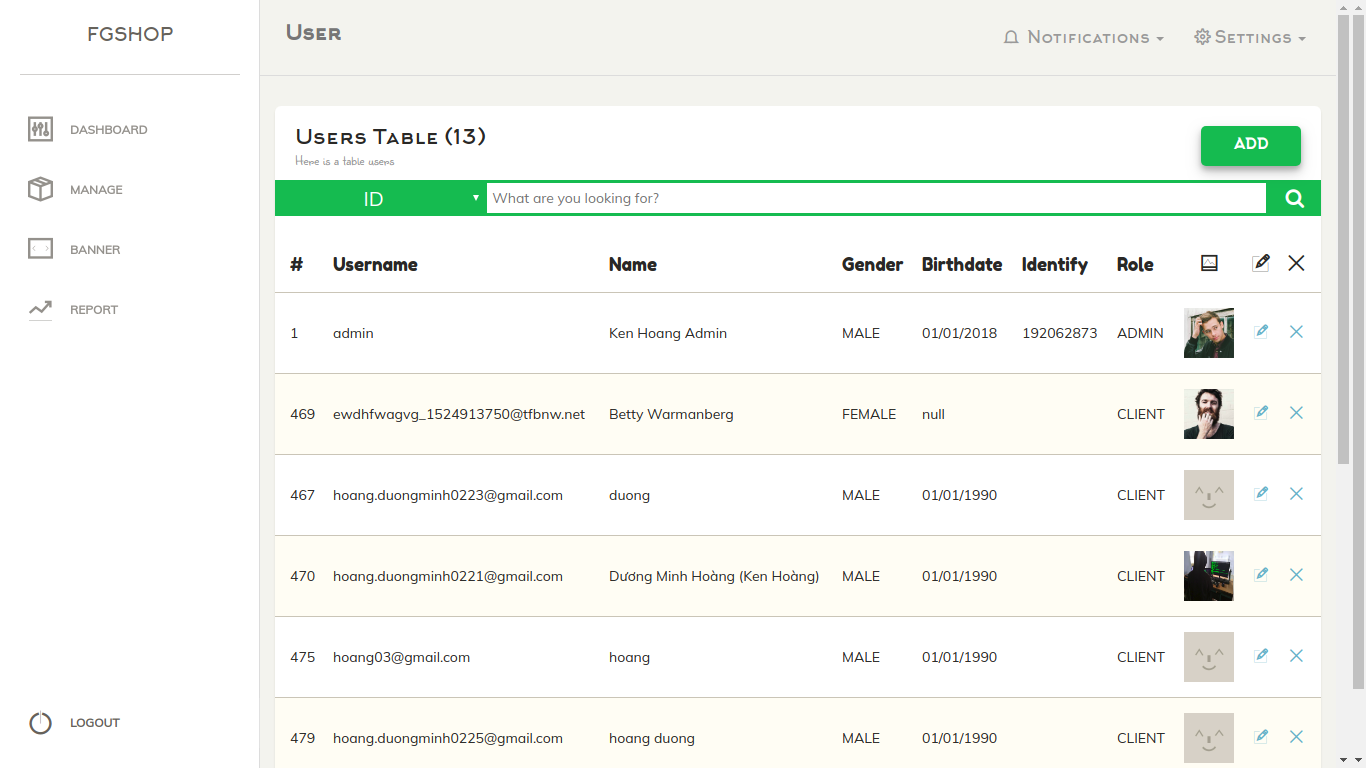 FGSHOP
User
Notifications
Settings
DASHBOARD
MANAGE
BANNER
REPORT
LOGOUT
Users Table (13)
Here is a table users
ADD
ID
What are you looking for?
# Username Name Gender Birthdate Identify Role
1 admin Ken Hoang Admin MALE 01/01/2018 192062873 ADMIN
469 ewdhfwagvg_1524913750@tfbnw.net Betty Warmanberg FEMALE null CLIENT
467 hoang.duongminh0223@gmail.com duong MALE 01/01/1990 CLIENT
470 hoang.duongminh0221@gmail.com Dương Minh Hoàng (Ken Hoàng) MALE 01/01/1990 CLIENT
475 hoang03@gmail.com hoang MALE 01/01/1990 CLIENT
479 hoang.duongminh0225@gmail.com hoang duong MALE 01/01/1990 CLIENT